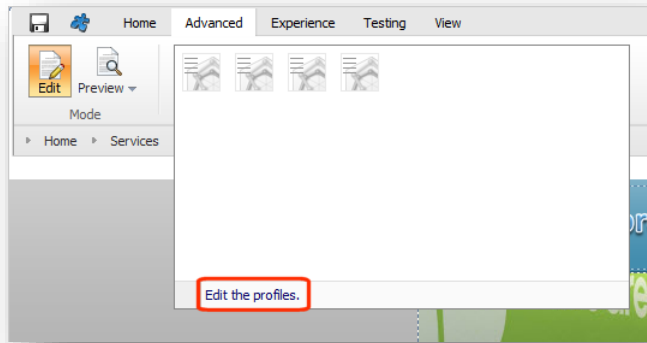 Home Advanced Experience Testing View
Edit Preview
Mode
Home Services
Edit the profiles.